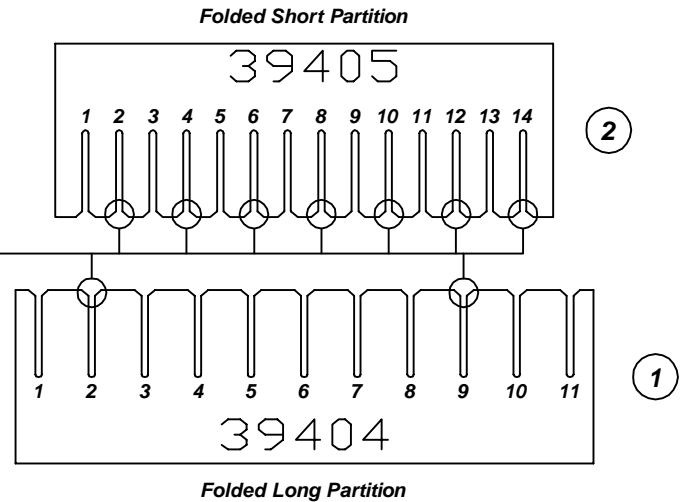 Folded Short Partition
39405
1 2 3 4 5 6 7 8 9 10 11 12 13 14
2
1 2 3 4 5 6 7 8 9 10 11
1
39404
Folded Long Partition